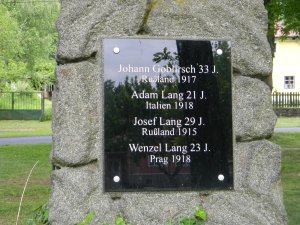 Johann Gobfirsch 33 J.
Rußland 1917
Adam Lang 21 J.
Italien 1918
Josef Lang 29 J.
Rußland 1915
Wenzel Lang 23 J.
Prag 1918